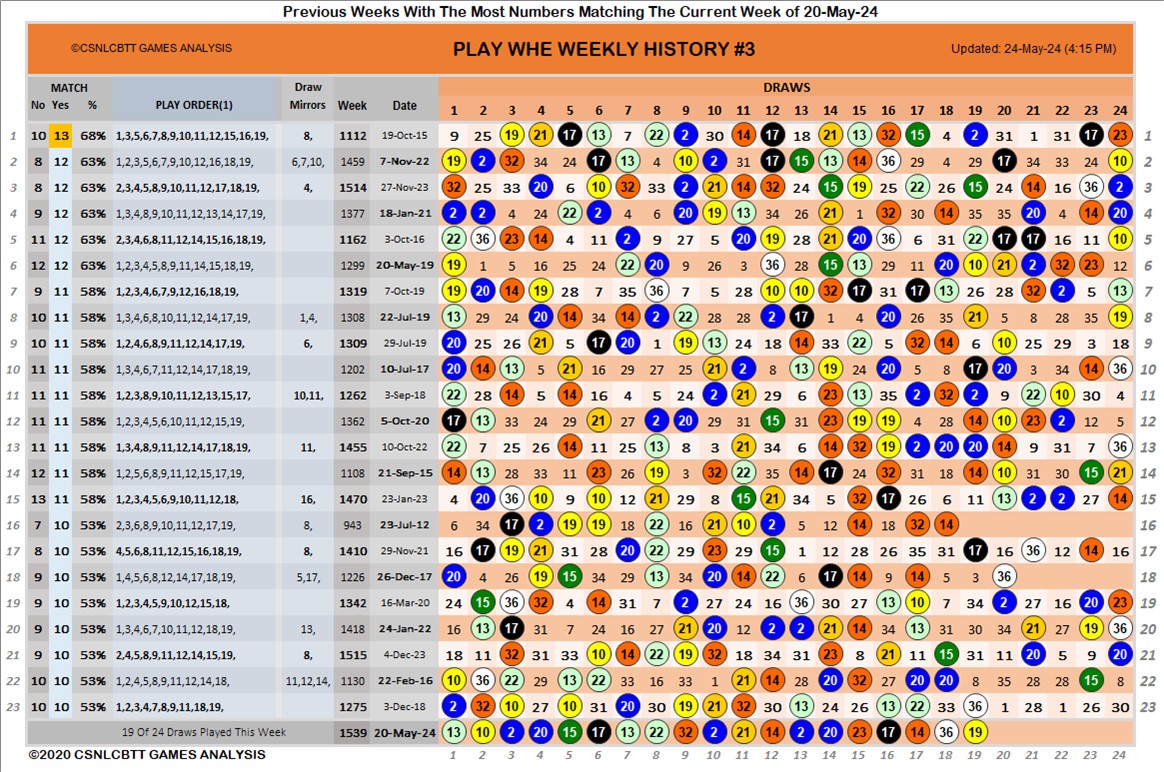 Previous Weeks With The Most Numbers Matching The Current Week of 20-May-24
©CSNLCBTT GAMES ANALYSIS PLAY WHE WEEKLY HISTORY #3 Updated: 24-May-24 (4:15 PM)
MATCH Draw DRAWS
No Yes % PLAY ORDER(1) Mirrors Week Date 1 2 3 4 5 6 7 8 9 10 11 12 13 14 15 16 17 18 19 20 21 22 23 24
1 10 13 68% 1,3,5,6,7,8,9,10,11,12,15,16,19, 8, 1112 19-Oct-15 9 25 19 21 17 13 7 22 2 30 14 17 18 21 13 32 15 4 2 31 1 31 17 23 1
2 8 12 63% 1,2,3,5,6,7,9,10,12,16,18,19, 6,7,10, 1459 7-Nov-22 19 2 32 34 24 17 13 4 10 2 31 17 15 13 14 36 29 4 29 17 34 33 24 10 2
3 8 12 63% 2,3,4,5,8,9,10,11,12,17,18,19, 4, 1514 27-Nov-23 32 25 33 20 6 10 32 33 2 21 14 32 24 15 19 25 22 26 15 24 14 16 36 2 3
4 9 12 63% 1,3,4,8,9,10,11,12,13,14,17,19, 1377 18-Jan-21 2 2 4 24 22 2 4 6 20 19 13 34 26 21 1 32 30 14 35 35 20 4 14 20 4
5 11 12 63% 2,3,4,6,8,11,12,14,15,16,18,19, 1162 3-Oct-16 22 36 23 14 4 11 2 9 27 5 20 19 28 21 20 36 6 31 22 20 17 16 11 10 5
6 12 12 63% 1,2,3,4,5,8,9,11,14,15,18,19, 1299 20-May-19 19 1 5 16 25 24 22 20 9 26 3 36 28 15 13 29 11 20 10 21 2 32 23 12 6
7 9 11 58% 1,2,3,4,6,7,9,12,16,18,19, 1319 7-Oct-19 19 20 14 19 28 7 35 36 7 5 28 10 10 32 17 31 17 13 26 28 32 2 5 13 7
8 10 11 58% 1,3,4,6,8,10,11,12,14,17,19, 1,4, 1308 22-Jul-19 13 29 24 20 14 34 14 2 22 28 28 2 17 1 4 20 26 35 21 5 8 28 35 19 8
9 10 11 58% 1,2,4,6,8,9,11,12,14,17,19, 6, 1309 29-Jul-19 20 25 26 21 5 17 20 1 19 13 24 18 14 33 22 5 32 14 6 10 25 29 3 18 9
10 11 11 58% 1,3,4,6,7,11,12,14,17,18,19, 1202 10-Jul-17 20 14 13 5 21 16 29 27 25 21 2 8 13 19 24 20 5 8 17 20 3 34 14 36 10
11 11 11 58% 1,2,3,8,9,10,11,12,13,15,17, 10,11, 1262 3-Sep-18 22 28 14 5 14 16 4 5 24 2 21 29 6 23 13 35 2 32 2 9 22 10 30 4 11
12 11 11 58% 1,2,3,4,5,6,10,11,12,15,19, 1362 5-Oct-20 17 13 33 24 29 21 27 2 20 29 31 15 31 23 19 19 4 28 14 10 23 2 12 5 12
13 11 11 58% 1,3,4,8,9,11,12,14,17,18,19, 11, 1455 10-Oct-22 22 7 25 26 14 11 25 13 8 3 21 34 6 14 32 19 2 20 20 14 9 31 7 36 13
14 12 11 58% 1,2,5,6,8,9,11,12,15,17,19, 1108 21-Sep-15 14 13 28 33 11 23 26 19 3 32 22 35 14 17 24 32 31 18 14 10 31 30 15 21 14
15 13 11 58% 1,2,3,4,5,6,9,10,11,12,18, 16, 1470 23-Jan-23 4 20 36 10 9 10 12 21 29 8 15 21 34 5 32 17 26 6 11 13 2 2 27 14 15
16 7 10 53% 2,3,6,8,9,10,11,12,17,19, 8, 943 23-Jul-12 6 34 17 2 19 19 18 22 16 21 10 2 5 12 14 18 32 14 16
17 8 10 53% 4,5,6,8,11,12,15,16,18,19, 8, 1410 29-Nov-21 16 17 19 21 31 28 20 22 29 23 29 15 1 12 28 26 35 31 17 16 36 12 14 16 17
18 9 10 53% 1,4,5,6,8,12,14,17,18,19, 5,17, 1226 26-Dec-17 20 4 26 19 15 34 29 13 34 20 14 22 6 17 14 9 14 5 3 36 18
19 9 10 53% 1,2,3,4,5,9,10,12,15,18, 1342 16-Mar-20 24 15 36 32 4 14 31 7 2 27 24 16 36 30 27 13 10 7 34 2 27 16 20 23 19
20 9 10 53% 1,3,4,6,7,10,11,12,18,19, 13, 1418 24-Jan-22 16 13 17 31 7 24 16 27 21 20 12 2 2 21 14 34 13 31 30 34 21 27 19 36 20
21 9 10 53% 2,4,5,8,9,11,12,14,15,19, 8, 1515 4-Dec-23 18 11 32 31 33 10 14 22 19 32 18 34 31 23 8 21 11 15 31 11 20 5 9 20 21
22 10 10 53% 1,2,4,5,8,9,11,12,14,18, 11,12,14, 1130 22-Feb-16 10 36 22 29 13 22 33 16 33 1 21 14 28 20 32 27 20 20 8 35 28 28 15 8 22
23 10 10 53% 1,2,3,4,7,8,9,11,18,19, 1275 3-Dec-18 2 32 10 27 10 31 20 30 19 21 32 30 13 24 26 13 22 33 36 1 28 1 26 30 23
19 Of 24 Draws Played This Week 1539 20-May-24 13 10 2 20 15 17 13 22 32 2 21 14 2 20 23 17 14 36 19
©2020 CSNLCBTT GAMES ANALYSIS 1 2 3 4 5 6 7 8 9 10 11 12 13 14 15 16 17 18 19 20 21 22 23 24